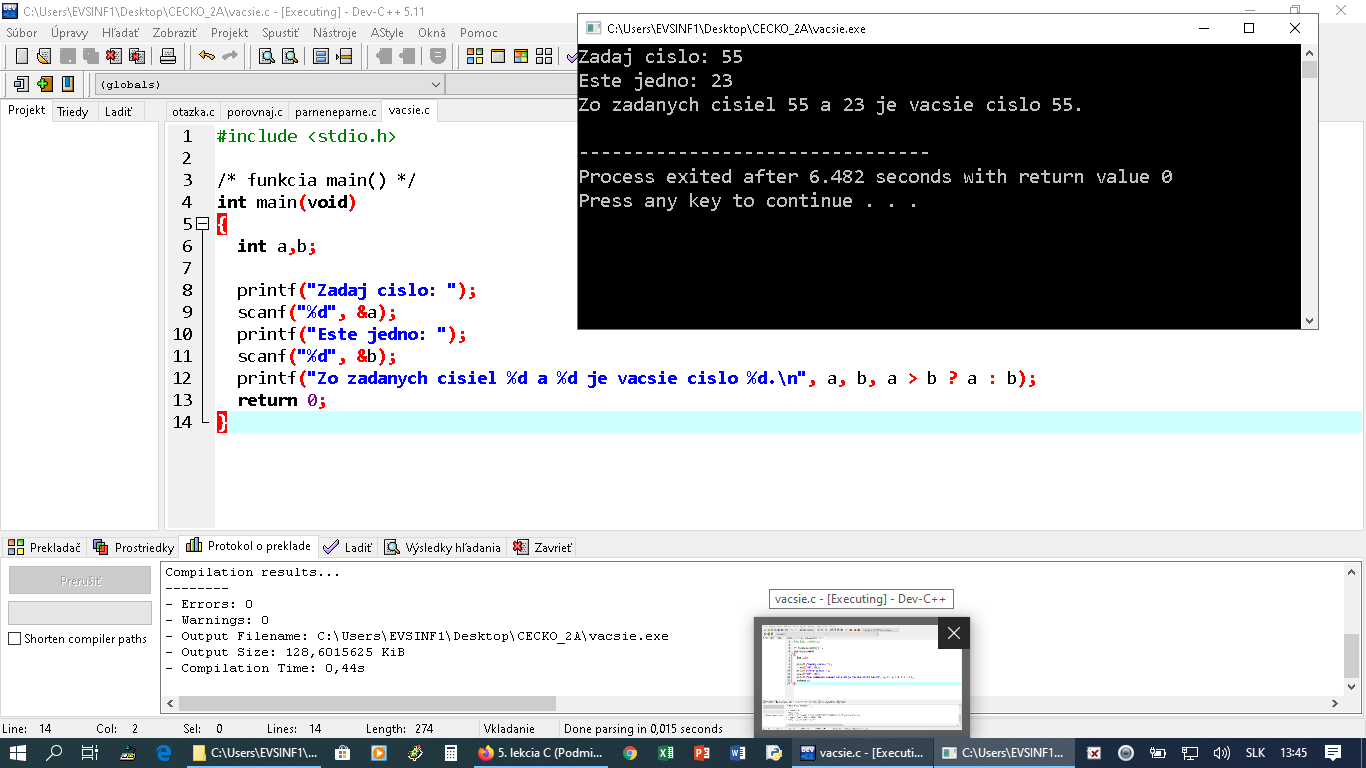 C:\Users\EVSINF1\Desktop\CECKO_2A\vacsie.c - [Executing] - Dev-C++ 5.11
Súbor Úpravy Hľadať Zobraziť Projekt Spustiť Nástroje AStyle Okná Pomoc
(globals)
Projekt Triedy Ladiť
otazka.c porovnaj.c parneneparne.c vacsie.c
1 #include <stdio.h>
2
3 /* funkcia main() */
4 int main(void)
5 {
6 int a,b;
7
8 printf("Zadaj cislo: ");
9 scanf("%d", &a);
10 printf("Este jedno: ");
11 scanf("%d", &b);
12 printf("Zo zadanych cisiel %d a %d je vacsie cislo %d.\n", a, b, a > b ? a : b);
13 return 0;
14 }
C:\Users\EVSINF1\Desktop\CECKO_2A\vacsie.exe
Zadaj cislo: 55
Este jedno: 23
Zo zadanych cisiel 55 a 23 je vacsie cislo 55.
--------------------------------
Process exited after 6.482 seconds with return value 0
Press any key to continue . . .
Prekladač Prostriedky Protokol o preklade Ladiť Výsledky hľadania Zavrieť
Prerušiť
Shorten compiler paths
Compilation results...
--------
- Errors: 0
- Warnings: 0
- Output Filename: C:\Users\EVSINF1\Desktop\CECKO_2A\vacsie.exe
- Output Size: 128,6015625 KiB
- Compilation Time: 0,44s
vacsie.c - [Executing] - Dev-C++
Line: 14 Col: 2 Sel: 0 Lines: 14 Length: 274 Vkladanie Done parsing in 0,015 seconds
C:\Users\EVSINF1\... 5. lekcia C (Podmi... vacsie.c - [Executi... C:\Users\EVSINF1\... SLK 13:45